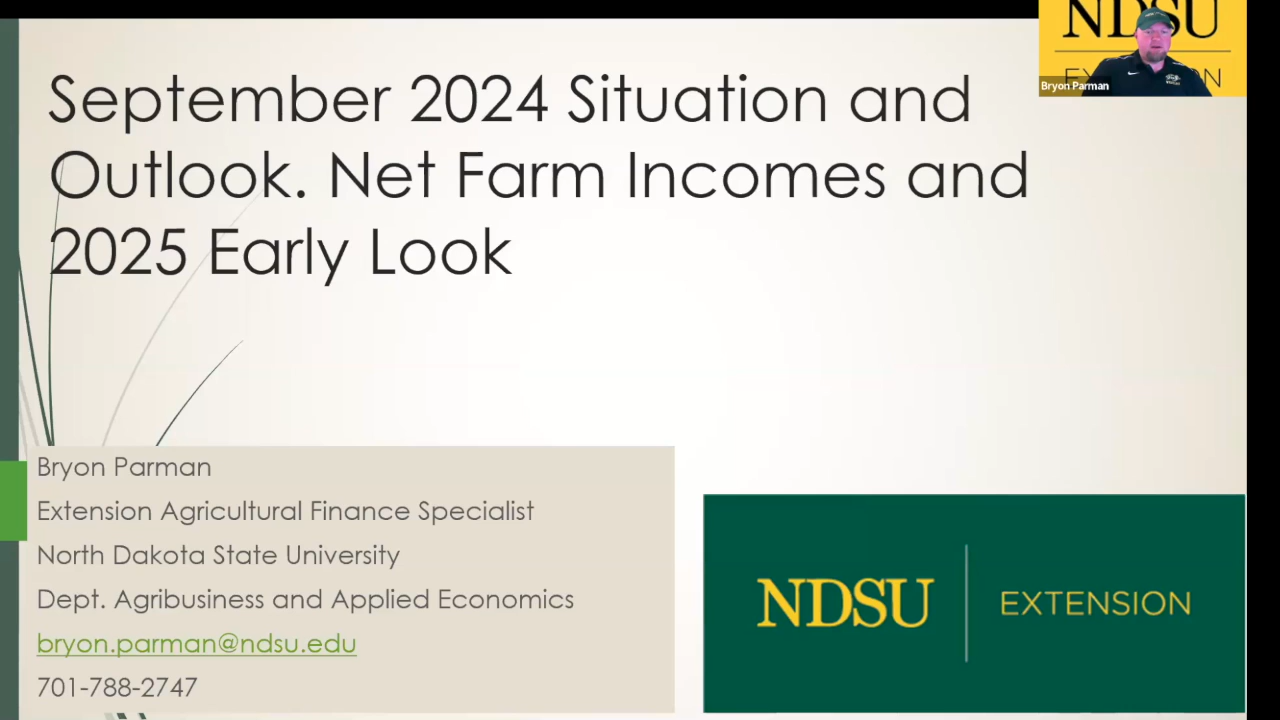 September 2024 Situation and
Outlook. Net Farm Incomes and
2025 Early Look
NDSU
EXTENSION
Bryon Parman
Bryon Parman
Extension Agricultural Finance Specialist
North Dakota State University
Dept. Agribusiness and Applied Economics
bryon.parman@ndsu.edu
701-788-2747
NDSU | EXTENSION